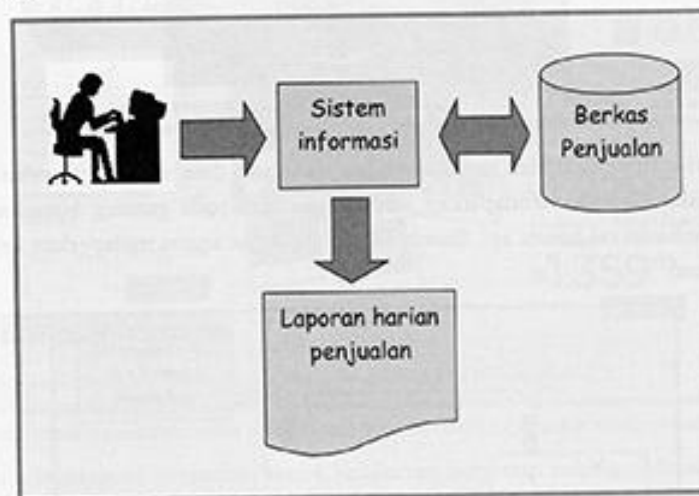 Sistem
informasi
Berkas
Penjualan
Laporan harian
penjualan